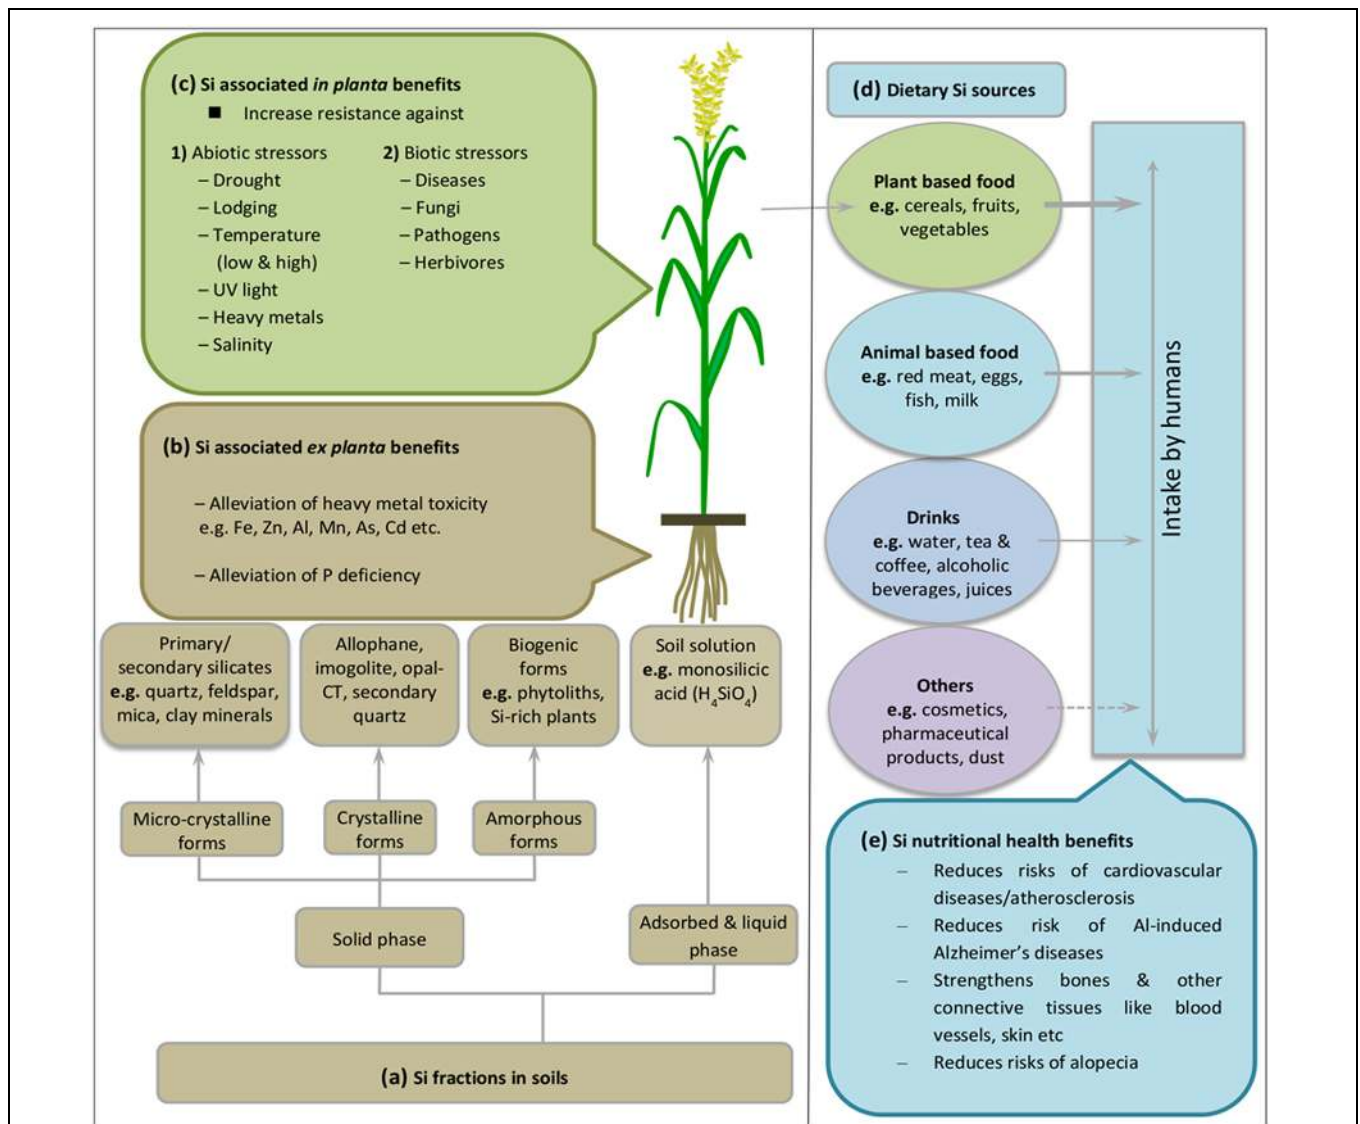 (c) Si associated in planta benefits
■ Increase resistance against
1) Abiotic stressors
– Drought
– Lodging
– Temperature
(low & high)
– UV light
– Heavy metals
– Salinity
2) Biotic stressors
– Diseases
– Fungi
– Pathogens
– Herbivores
(b) Si associated ex planta benefits
– Alleviation of heavy metal toxicity
e.g. Fe, Zn, Al, Mn, As, Cd etc.
– Alleviation of P deficiency
Primary/
secondary silicates
e.g. quartz, feldspar,
mica, clay minerals
Allophane,
imogolite, opal-
CT, secondary
quartz
Biogenic
forms
e.g. phytoliths,
Si-rich plants
Soil solution
e.g. monosilicic
acid (H₄SiO₄)
Micro-crystalline
forms
Crystalline
forms
Amorphous
forms
Solid phase
Adsorbed & liquid
phase
(a) Si fractions in soils
(d) Dietary Si sources
Plant based food
e.g. cereals, fruits,
vegetables
Animal based food
e.g. red meat, eggs,
fish, milk
Drinks
e.g. water, tea &
coffee, alcoholic
beverages, juices
Others
e.g. cosmetics,
pharmaceutical
products, dust
Intake by humans
(e) Si nutritional health benefits
– Reduces risks of cardiovascular
diseases/atherosclerosis
– Reduces risk of Al-induced
Alzheimer's diseases
– Strengthens bones & other
connective tissues like blood
vessels, skin etc
– Reduces risks of alopecia